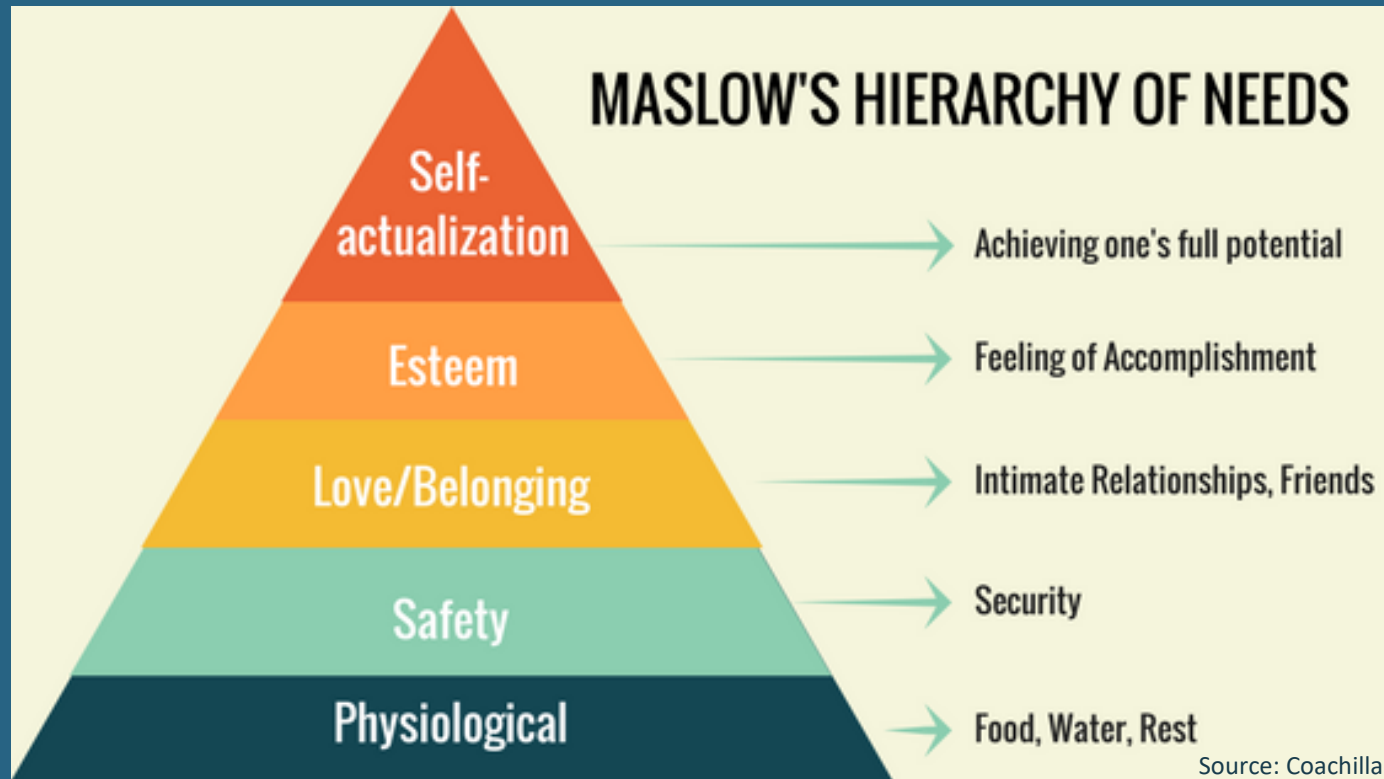 MASLOW'S HIERARCHY OF NEEDS
Self-
actualization
Achieving one's full potential
Esteem
Feeling of Accomplishment
Love/Belonging
Intimate Relationships, Friends
Safety
Security
Physiological
Food, Water, Rest
Source: Coachilla